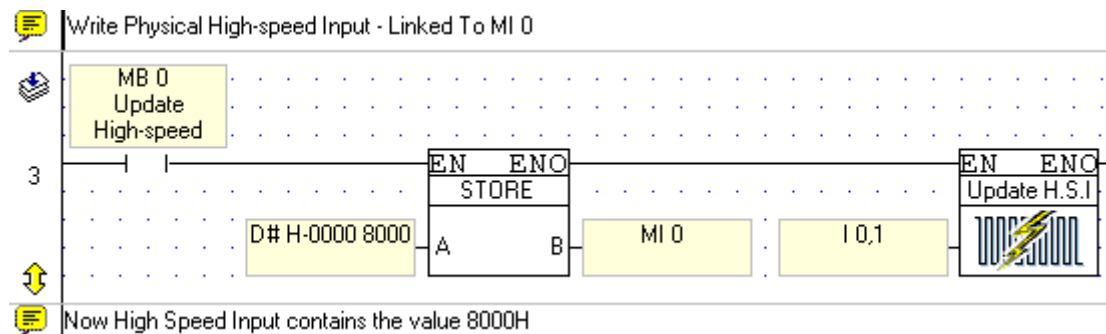 Write Physical High-speed Input - Linked To MI 0
MB 0
Update
High-speed
3
EN ENO
STORE
EN ENO
Update H.S.I
D# H-0000 8000
A B
MI 0
I 0,1
Now High Speed Input contains the value 8000H